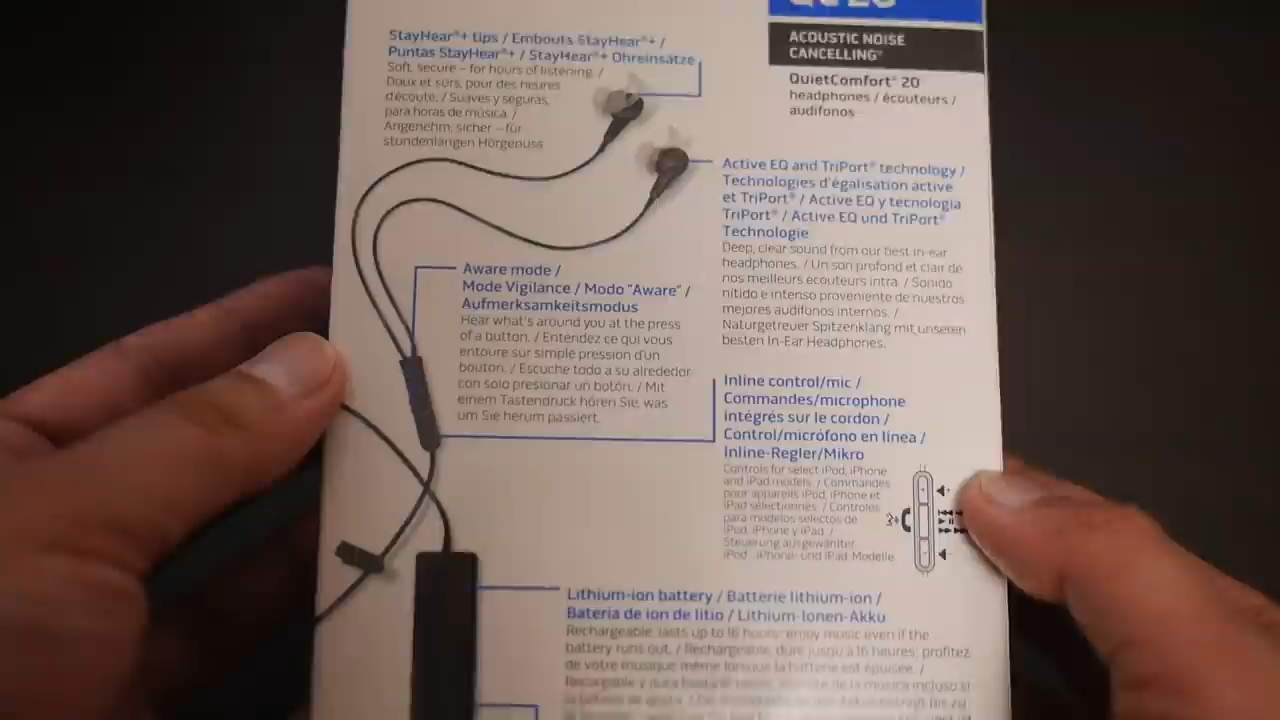 StayHear®+ tips / Embouts StayHear®+ /
Puntas StayHear®+ / StayHear®+ Ohreinsätze
Soft, secure – for hours of listening. /
Doux et sûrs, pour des heures
d'écoute. / Suaves y seguras,
para horas de música. /
Angenehm, sicher – für
stundenlangen Hörgenuss
QC 20
ACOUSTIC NOISE
CANCELLING®
QuietComfort® 20
headphones / écouteurs /
audífonos
Active EQ and TriPort® technology /
Technologies d'égalisation active
et TriPort® / Active EQ y tecnología
TriPort® / Active EQ und TriPort®
Technologie
Deep, clear sound from our best in-ear
headphones. / Un son profond et clair de
nos meilleurs écouteurs intra. / Sonido
nítido e intenso proveniente de nuestros
mejores audífonos internos. /
Naturgetreuer Spitzenklang mit unseren
besten In-Ear Headphones.
Aware mode /
Mode Vigilance / Modo "Aware" /
Aufmerksamkeitsmodus
Hear what's around you at the press
of a button. / Entendez ce qui vous
entoure sur simple pression d'un
bouton. / Escuche todo a su alrededor
con solo presionar un botón. / Mit
einem Tastendruck hören Sie, was
um Sie herum passiert.
Inline control/mic /
Commandes/microphone
intégrés sur le cordon /
Control/micrófono en línea /
Inline-Regler/Mikro
Controls for select iPod, iPhone
and iPad models. / Commandes
pour appareils iPod, iPhone et
iPad sélectionnés. / Controles
para modelos selectos de
iPod, iPhone y iPad. /
Steuerung ausgewählter
iPod-, iPhone- und iPad-Modelle
Lithium-ion battery / Batterie lithium-ion /
Batería de ion de litio / Lithium-Ionen-Akku
Rechargeable, lasts up to 16 hours; enjoy music even if the
battery runs out. / Rechargeable, dure jusqu'à 16 heures; profitez
de votre musique même lorsque la batterie est épuisée. /
Recargable y dura hasta 16 horas; de la música incluso si